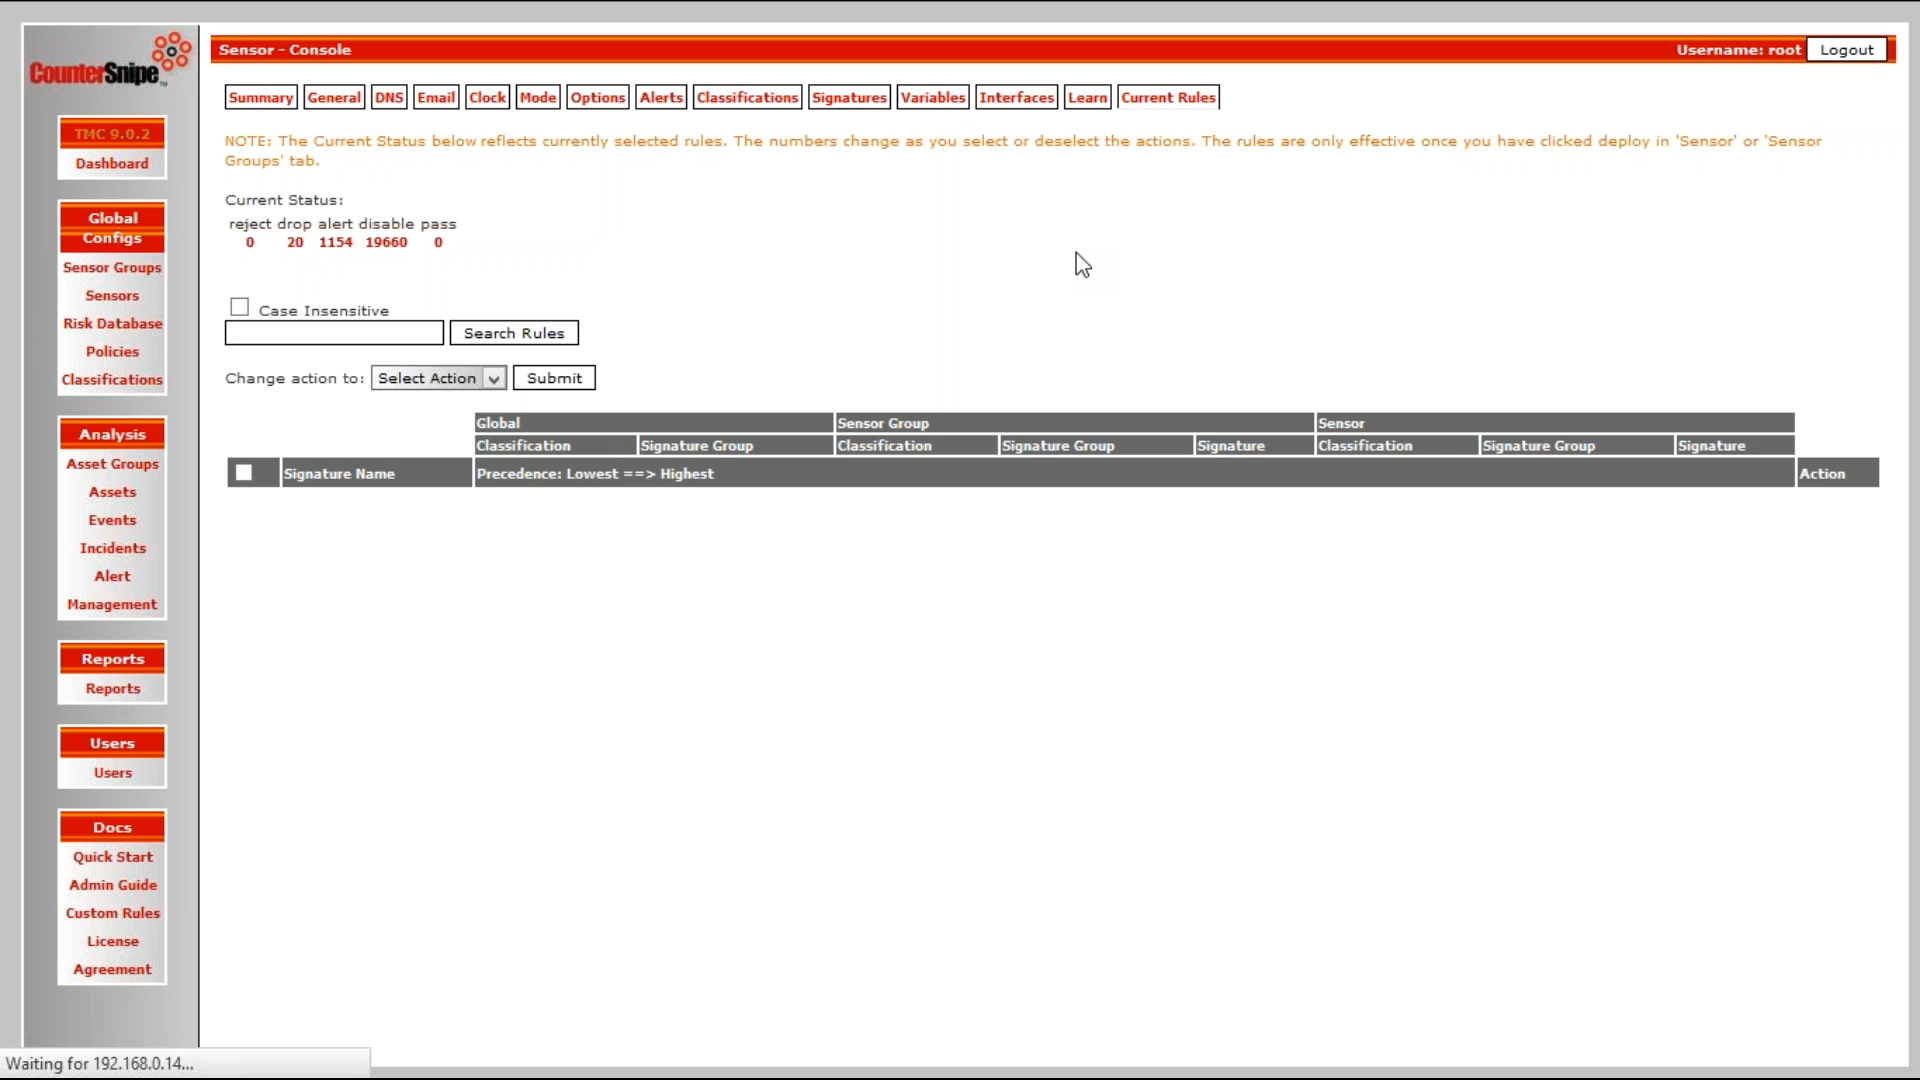 CounterSnipe™
Sensor - Console
Username: root Logout
Summary General DNS Email Clock Mode Options Alerts Classifications Signatures Variables Interfaces Learn Current Rules
NOTE: The Current Status below reflects currently selected rules. The numbers change as you select or deselect the actions. The rules are only effective once you have clicked deploy in 'Sensor' or 'Sensor
Groups' tab.
Current Status:
reject drop alert disable pass
0 20 1154 19660 0
Case Insensitive
Search Rules
Change action to: Select Action Submit
Global Sensor Group Sensor
Classification Signature Group Classification Signature Group Signature Classification Signature Group Signature
Signature Name Precedence: Lowest ==> Highest Action
TMC 9.0.2
Dashboard
Global
Configs
Sensor Groups
Sensors
Risk Database
Policies
Classifications
Analysis
Asset Groups
Assets
Events
Incidents
Alert
Management
Reports
Reports
Users
Users
Docs
Quick Start
Admin Guide
Custom Rules
License
Agreement
Waiting for 192.168.0.14...